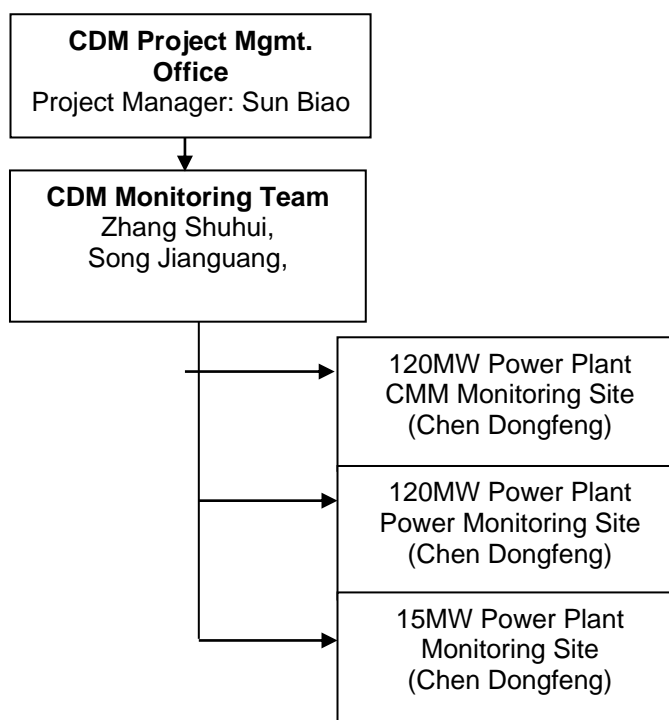 CDM Project Mgmt.
Office
Project Manager: Sun Biao
CDM Monitoring Team
Zhang Shuhui,
Song Jianguang,
120MW Power Plant
CMM Monitoring Site
(Chen Dongfeng)
120MW Power Plant
Power Monitoring Site
(Chen Dongfeng)
15MW Power Plant
Monitoring Site
(Chen Dongfeng)